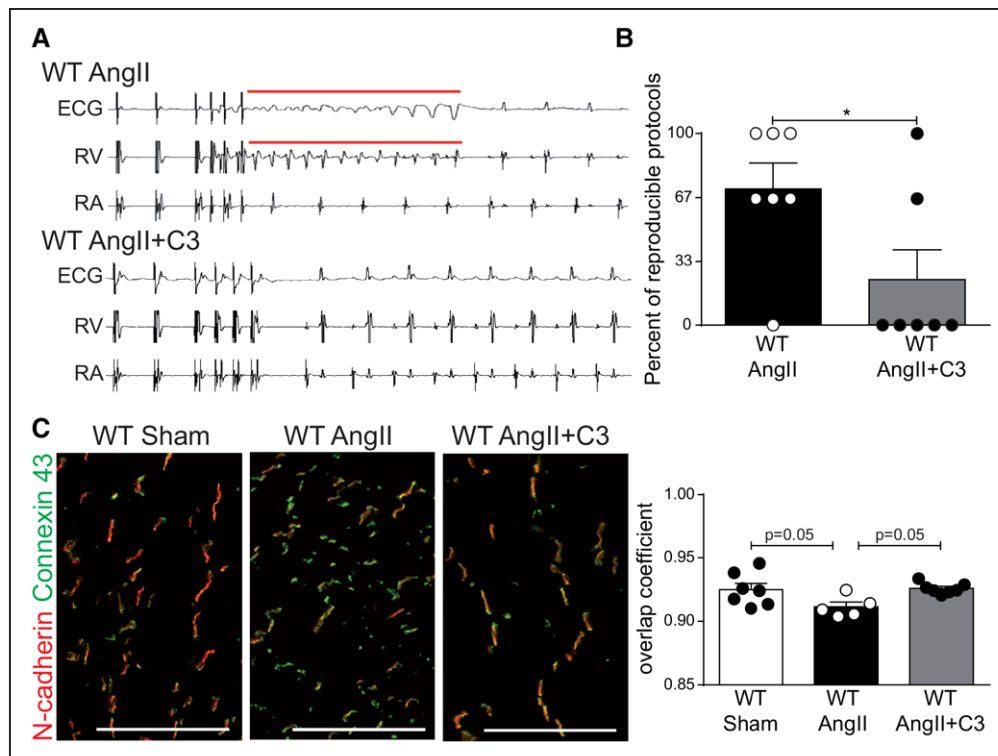 A
WT AngII
ECG
RV
RA
WT AngII+C3
ECG
RV
RA
B
Percent of reproducible protocols
100
67
33
0
*
WT
AngII
WT
AngII+C3
C
N-cadherin Connexin 43
WT Sham
WT AngII
WT AngII+C3
overlap coefficient
1.00
0.95
0.90
0.85
p=0.05
p=0.05
WT
Sham
WT
AngII
WT
AngII+C3